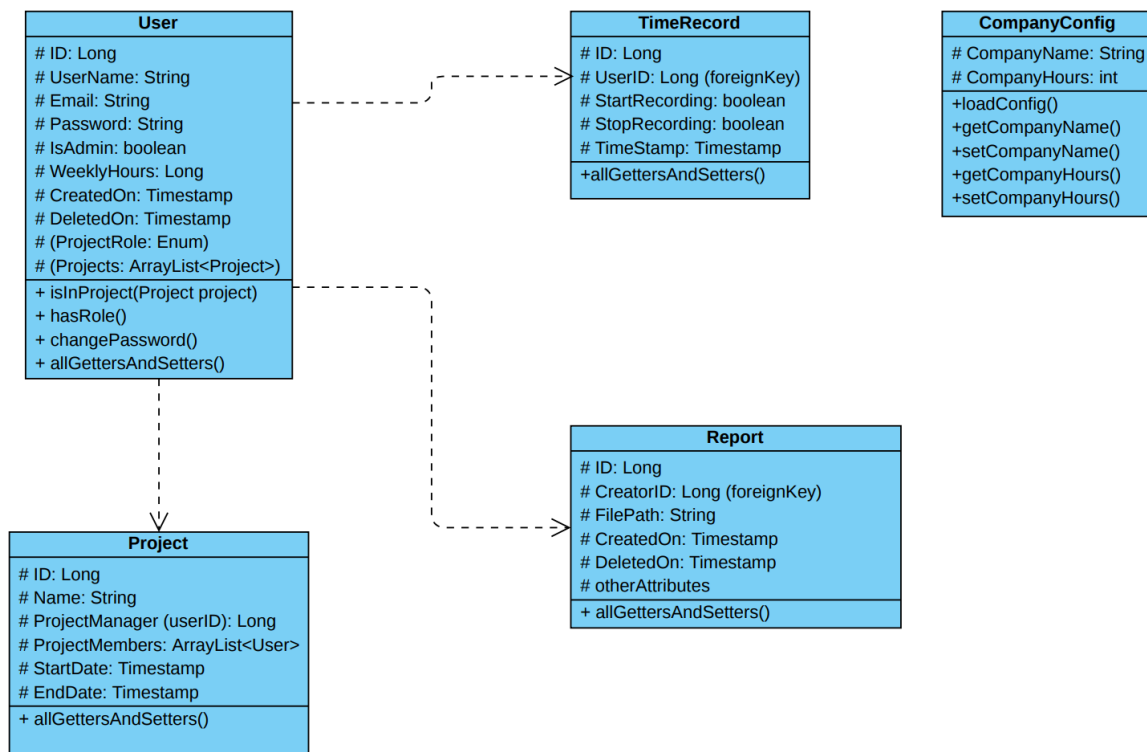 User
# ID: Long
# UserName: String
# Email: String
# Password: String
# IsAdmin: boolean
# WeeklyHours: Long
# CreatedOn: Timestamp
# DeletedOn: Timestamp
# (ProjectRole: Enum)
# (Projects: ArrayList<Project>)
+ isInProject(Project project)
+ hasRole()
+ changePassword()
+ allGettersAndSetters()
TimeRecord
# ID: Long
# UserID: Long (foreignKey)
# StartRecording: boolean
# StopRecording: boolean
# TimeStamp: Timestamp
+allGettersAndSetters()
CompanyConfig
# CompanyName: String
# CompanyHours: int
+loadConfig()
+getCompanyName()
+setCompanyName()
+getCompanyHours()
+setCompanyHours()
Project
# ID: Long
# Name: String
# ProjectManager (userID): Long
# ProjectMembers: ArrayList<User>
# StartDate: Timestamp
# EndDate: Timestamp
+ allGettersAndSetters()
Report
# ID: Long
# CreatorID: Long (foreignKey)
# FilePath: String
# CreatedOn: Timestamp
# DeletedOn: Timestamp
# otherAttributes
+ allGettersAndSetters()